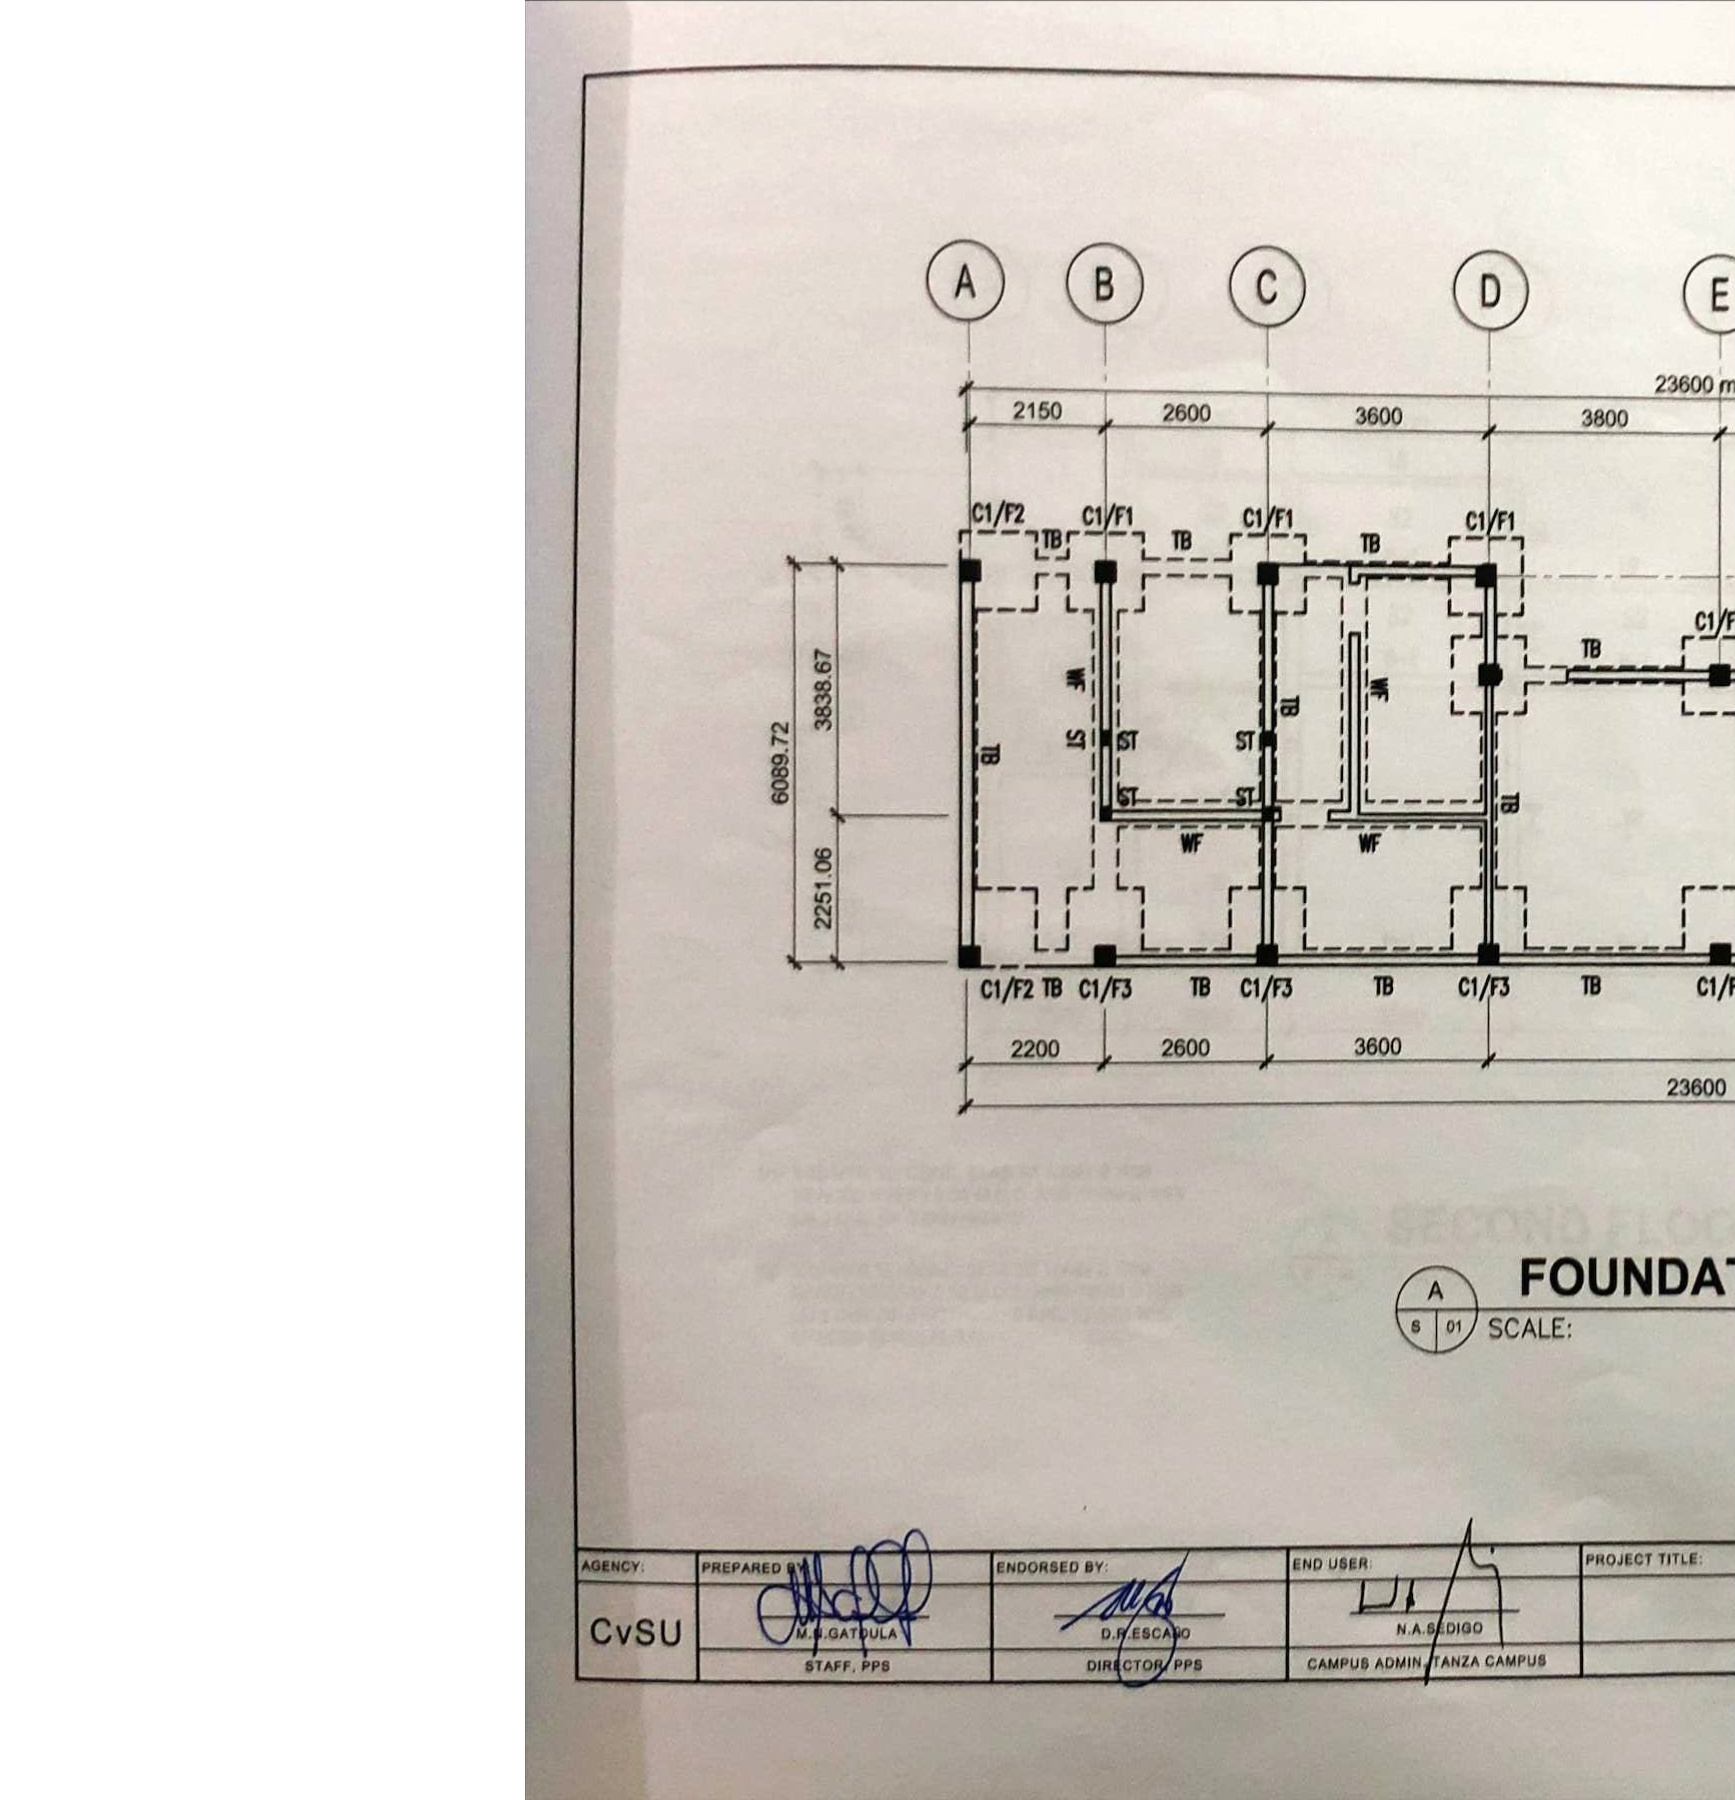 A B C D E
23600 m
2150 2600 3600 3800
C1/F2 C1/F1 C1/F1 C1/F1
TB TB TB
C1/F
TB
3838.67
WF TB WF
6089.72
ST ST ST
TB
ST ST
TB
WF WF
2251.06
C1/F2 TB C1/F3 TB C1/F3 TB C1/F3 TB C1/F
2200 2600 3600
23600
FOUNDAT
A
S 01
SCALE:
AGENCY: PREPARED BY: ENDORSED BY: END USER: PROJECT TITLE:
CvSU
M.N.GATDULA D.R.ESCAÑO N.A.SEDIGO
STAFF, PPS DIRECTOR, PPS CAMPUS ADMIN, TANZA CAMPUS